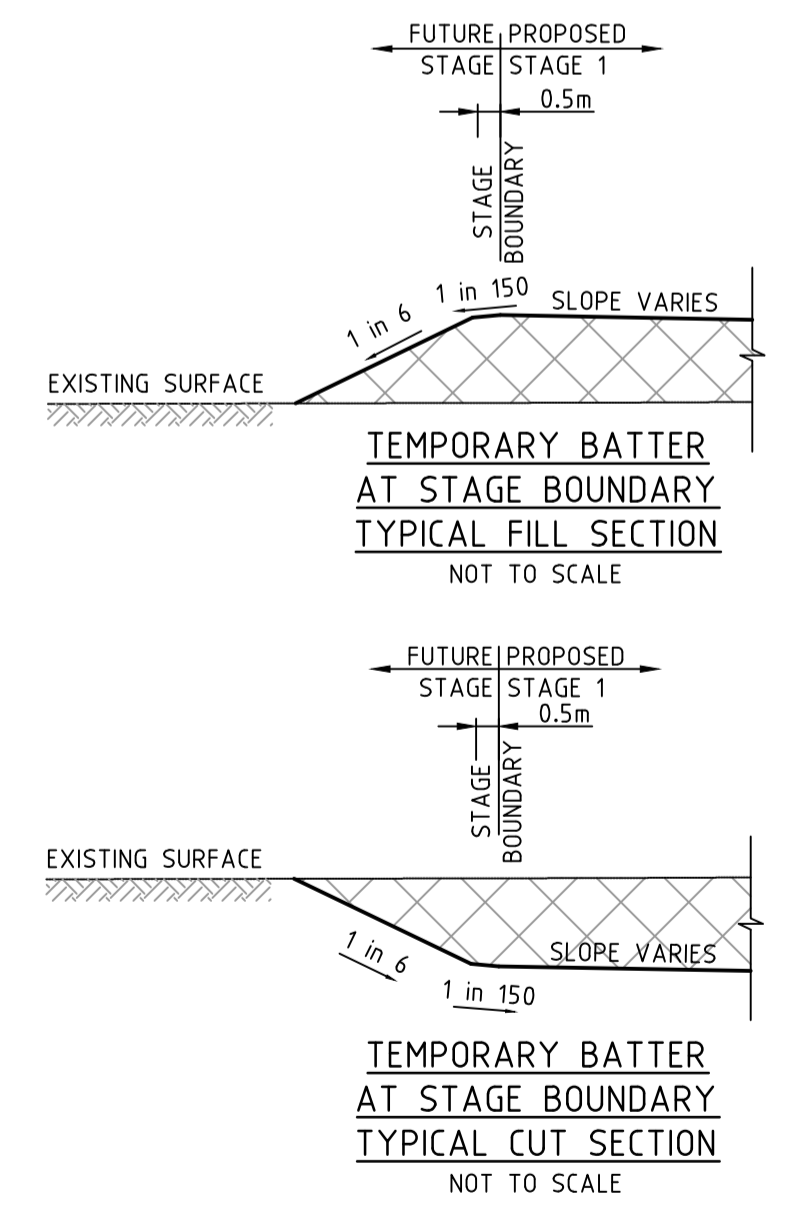 FUTURE PROPOSED
STAGE STAGE 1
0.5m
STAGE
BOUNDARY
1 in 6
1 in 150
SLOPE VARIES
EXISTING SURFACE
TEMPORARY BATTER
AT STAGE BOUNDARY
TYPICAL FILL SECTION
NOT TO SCALE
FUTURE PROPOSED
STAGE STAGE 1
0.5m
STAGE
BOUNDARY
EXISTING SURFACE
1 in 6
SLOPE VARIES
1 in 150
TEMPORARY BATTER
AT STAGE BOUNDARY
TYPICAL CUT SECTION
NOT TO SCALE